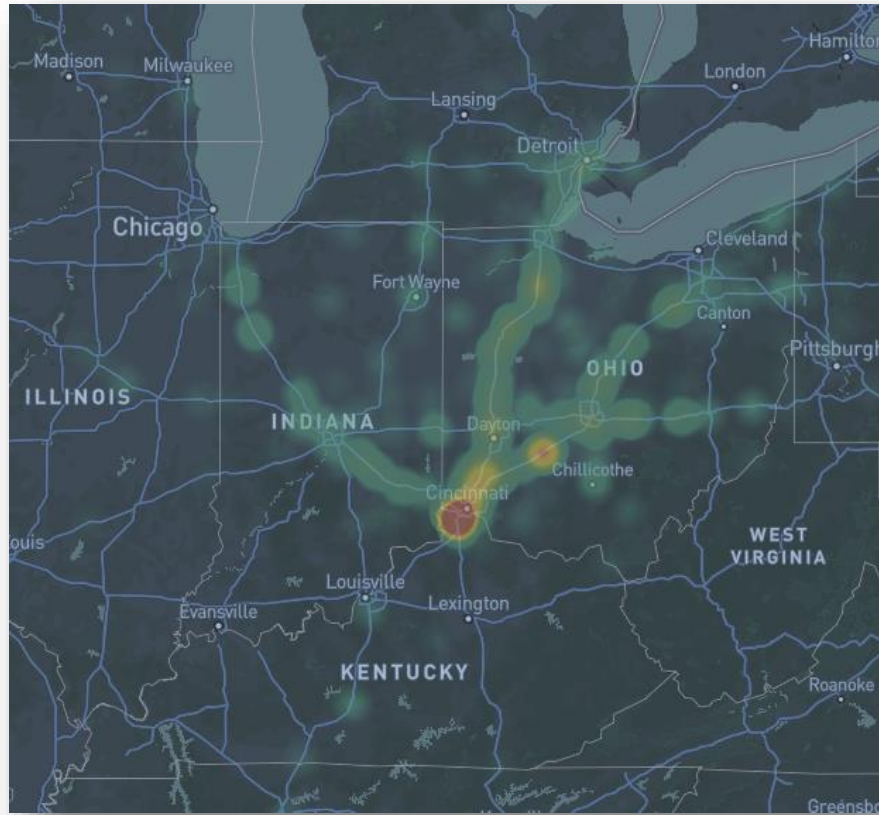 Hamilton
Madison
Milwaukee
London
Lansing
Detroit
Chicago
Cleveland
Fort Wayne
Canton
Pittsburgh
OHIO
ILLINOIS
INDIANA
Dayton
Chillicothe
Cincinnati
WEST
VIRGINIA
ouis
Louisville
Lexington
Evansville
KENTUCKY
Roanoke
Greensbo